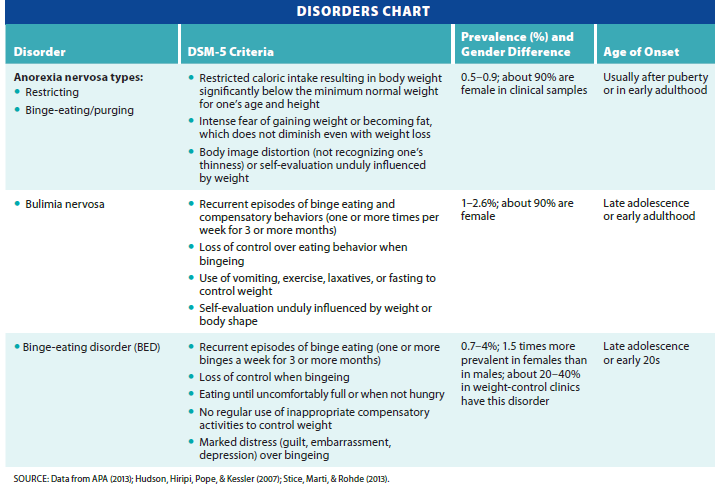 DISORDERS CHART
Disorder
DSM-5 Criteria
Prevalence (%) and
Gender Difference
Age of Onset
Anorexia nervosa types:
• Restricting
• Binge-eating/purging
• Restricted caloric intake resulting in body weight
significantly below the minimum normal weight
for one's age and height
• Intense fear of gaining weight or becoming fat,
which does not diminish even with weight loss
• Body image distortion (not recognizing one's
thinness) or self-evaluation unduly influenced
by weight
0.5–0.9; about 90% are
female in clinical samples
Usually after puberty
or in early adulthood
• Bulimia nervosa
• Recurrent episodes of binge eating and
compensatory behaviors (one or more times per
week for 3 or more months)
• Loss of control over eating behavior when
bingeing
• Use of vomiting, exercise, laxatives, or fasting to
control weight
• Self-evaluation unduly influenced by weight or
body shape
1–2.6%; about 90% are
female
Late adolescence
or early adulthood
• Binge-eating disorder (BED)
• Recurrent episodes of binge eating (one or more
binges a week for 3 or more months)
• Loss of control when bingeing
• Eating until uncomfortably full or when not hungry
• No regular use of inappropriate compensatory
activities to control weight
• Marked distress (guilt, embarrassment,
depression) over bingeing
0.7–4%; 1.5 times more
prevalent in females than
in males; about 20–40%
in weight-control clinics
have this disorder
Late adolescence
or early 20s
SOURCE: Data from APA (2013); Hudson, Hiripi, Pope, & Kessler (2007); Stice, Marti, & Rohde (2013).